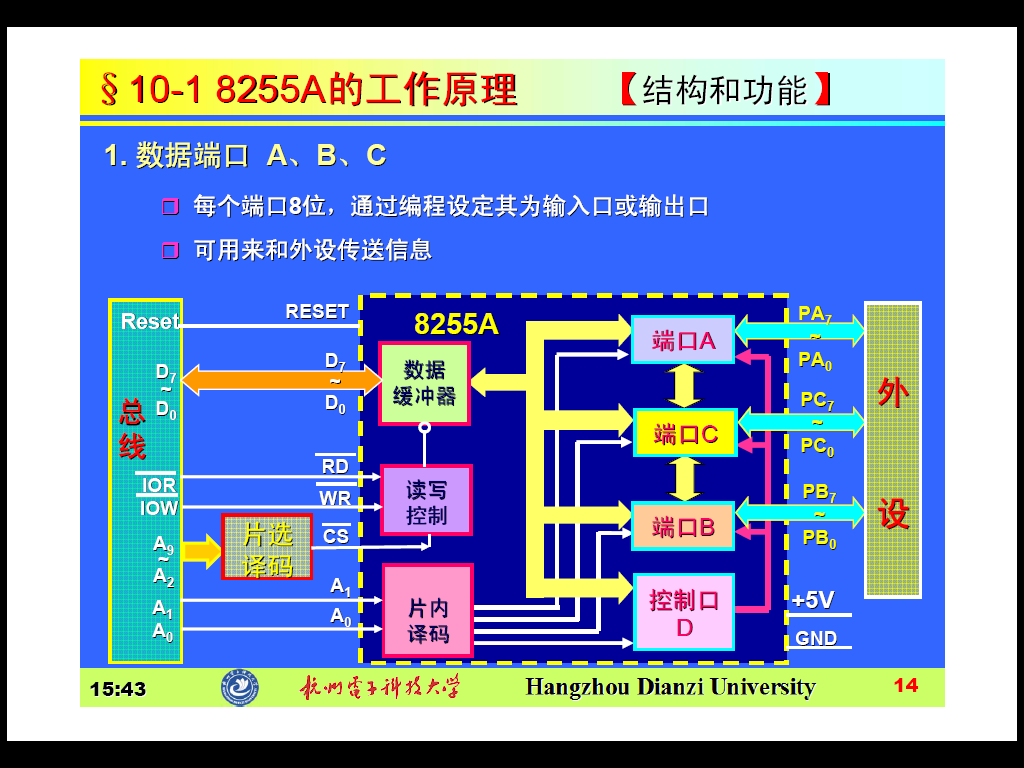 §10-1 8255A的工作原理 【结构和功能】
1. 数据端口 A、B、C
每个端口8位，通过编程设定其为输入口或输出口
可用来和外设传送信息
Reset
RESET
8255A
端口A
PA7
~
PA0
D7
~
D0
D7
~
D0
数据
缓冲器
总
线
外
设
端口C
PC7
~
PC0
IOR
IOW
RD
WR
CS
读写
控制
端口B
PB7
~
PB0
片选
译码
A9
~
A2
A1
A0
A1
A0
片内
译码
控制口
D
+5V
GND
15:43
杭州电子科技大学
Hangzhou Dianzi University
14